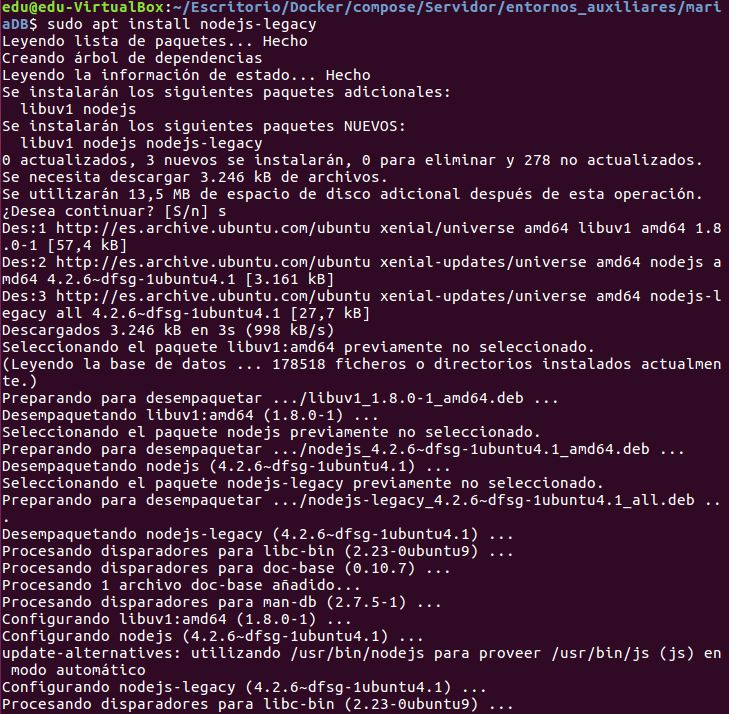 edu@edu-VirtualBox:~/Escritorio/Docker/compose/Servidor/entornos_auxiliares/mari
aDB$ sudo apt install nodejs-legacy
Leyendo lista de paquetes... Hecho
Creando árbol de dependencias
Leyendo la información de estado... Hecho
Se instalarán los siguientes paquetes adicionales:
  libuv1 nodejs
Se instalarán los siguientes paquetes NUEVOS:
  libuv1 nodejs nodejs-legacy
0 actualizados, 3 nuevos se instalarán, 0 para eliminar y 278 no actualizados.
Se necesita descargar 3.246 kB de archivos.
Se utilizarán 13,5 MB de espacio de disco adicional después de esta operación.
¿Desea continuar? [S/n] s
Des:1 http://es.archive.ubuntu.com/ubuntu xenial/universe amd64 libuv1 amd64 1.8
.0-1 [57,4 kB]
Des:2 http://es.archive.ubuntu.com/ubuntu xenial-updates/universe amd64 nodejs a
md64 4.2.6~dfsg-1ubuntu4.1 [3.161 kB]
Des:3 http://es.archive.ubuntu.com/ubuntu xenial-updates/universe amd64 nodejs-l
egacy all 4.2.6~dfsg-1ubuntu4.1 [27,7 kB]
Descargados 3.246 kB en 3s (998 kB/s)
Seleccionando el paquete libuv1:amd64 previamente no seleccionado.
(Leyendo la base de datos ... 178518 ficheros o directorios instalados actualmen
te.)
Preparando para desempaquetar .../libuv1_1.8.0-1_amd64.deb ...
Desempaquetando libuv1:amd64 (1.8.0-1) ...
Seleccionando el paquete nodejs previamente no seleccionado.
Preparando para desempaquetar .../nodejs_4.2.6~dfsg-1ubuntu4.1_amd64.deb ...
Desempaquetando nodejs (4.2.6~dfsg-1ubuntu4.1) ...
Seleccionando el paquete nodejs-legacy previamente no seleccionado.
Preparando para desempaquetar .../nodejs-legacy_4.2.6~dfsg-1ubuntu4.1_all.deb ..
.
Desempaquetando nodejs-legacy (4.2.6~dfsg-1ubuntu4.1) ...
Procesando disparadores para libc-bin (2.23-0ubuntu9) ...
Procesando disparadores para doc-base (0.10.7) ...
Procesando 1 archivo doc-base añadido...
Procesando disparadores para man-db (2.7.5-1) ...
Configurando libuv1:amd64 (1.8.0-1) ...
Configurando nodejs (4.2.6~dfsg-1ubuntu4.1) ...
update-alternatives: utilizando /usr/bin/nodejs para proveer /usr/bin/js (js) en
 modo automático
Configurando nodejs-legacy (4.2.6~dfsg-1ubuntu4.1) ...
Procesando disparadores para libc-bin (2.23-0ubuntu9) ...